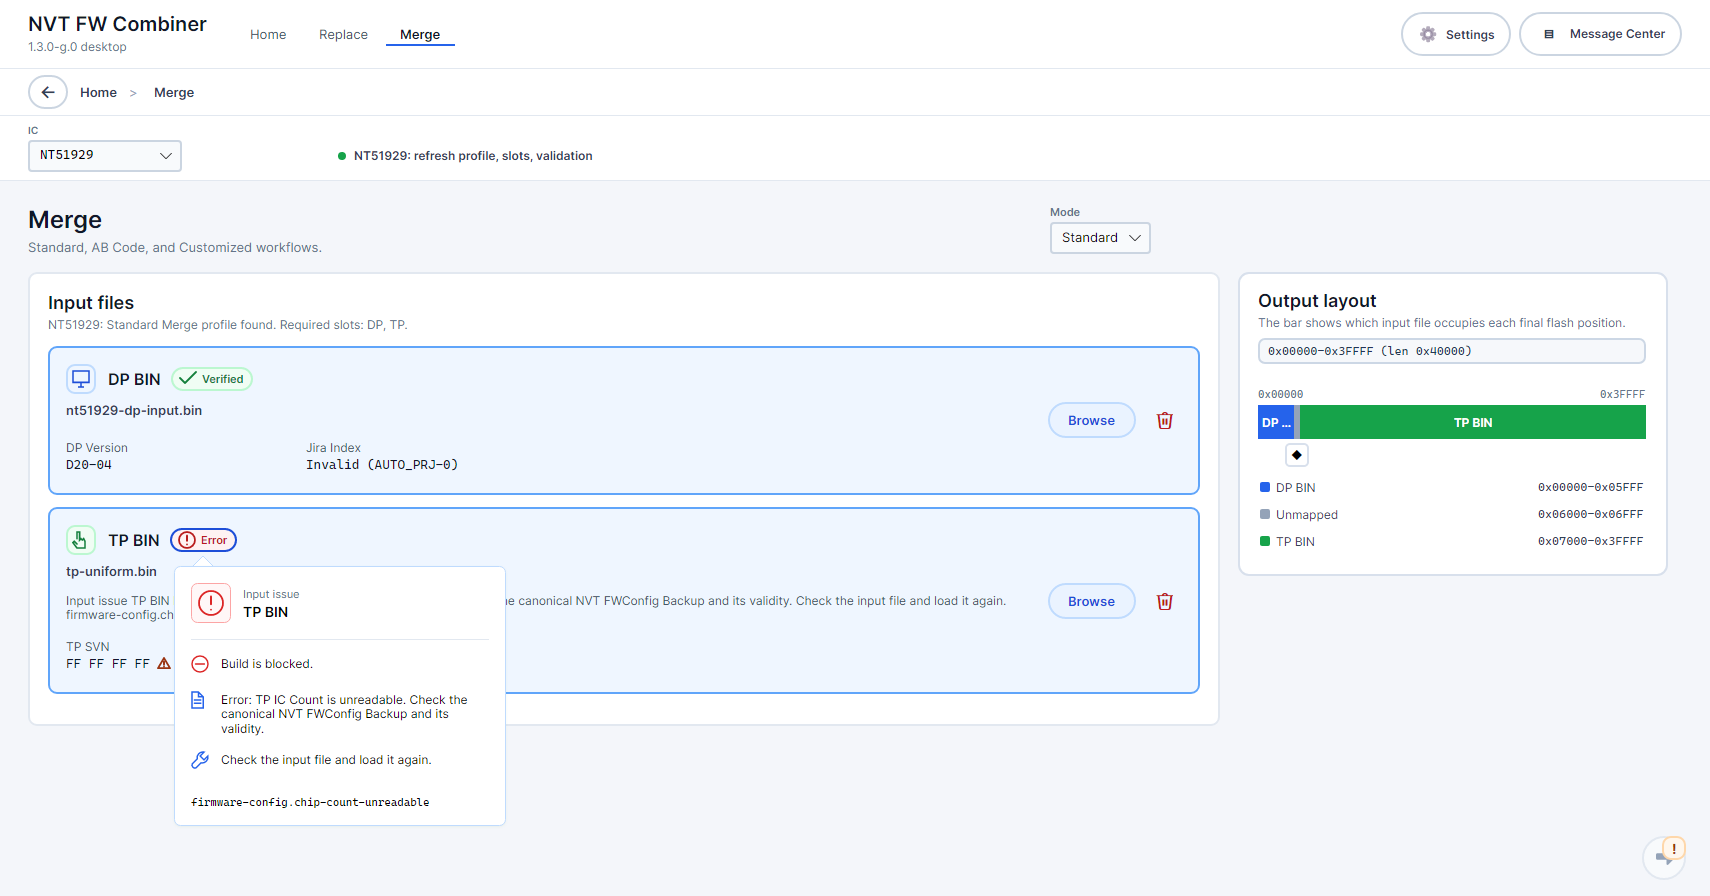 NVT FW Combiner
1.3.0-g.0 desktop
Home
Replace
Merge
Settings
Message Center
Home > Merge
IC
NT51929
NT51929: refresh profile, slots, validation
Merge
Standard, AB Code, and Customized workflows.
Mode
Standard
Input files
NT51929: Standard Merge profile found. Required slots: DP, TP.
DP BIN
Verified
nt51929-dp-input.bin
DP Version
D20-04
Jira Index
Invalid (AUTO_PRJ-0)
Browse
TP BIN
Error
tp-uniform.bin
Input issue TP BIN
canonical NVT FWConfig Backup and its validity. Check the input file and load it again.
firmware-config.ch
TP SVN
FF FF FF FF
Browse
Input issue
TP BIN
Build is blocked.
Error: TP IC Count is unreadable. Check the
canonical NVT FWConfig Backup and its
validity.
Check the input file and load it again.
firmware-config.chip-count-unreadable
Output layout
The bar shows which input file occupies each final flash position.
0x00000-0x3FFFF (len 0x40000)
0x00000
0x3FFFF
DP ...
TP BIN
DP BIN
0x00000-0x05FFF
Unmapped
0x06000-0x06FFF
TP BIN
0x07000-0x3FFFF
!